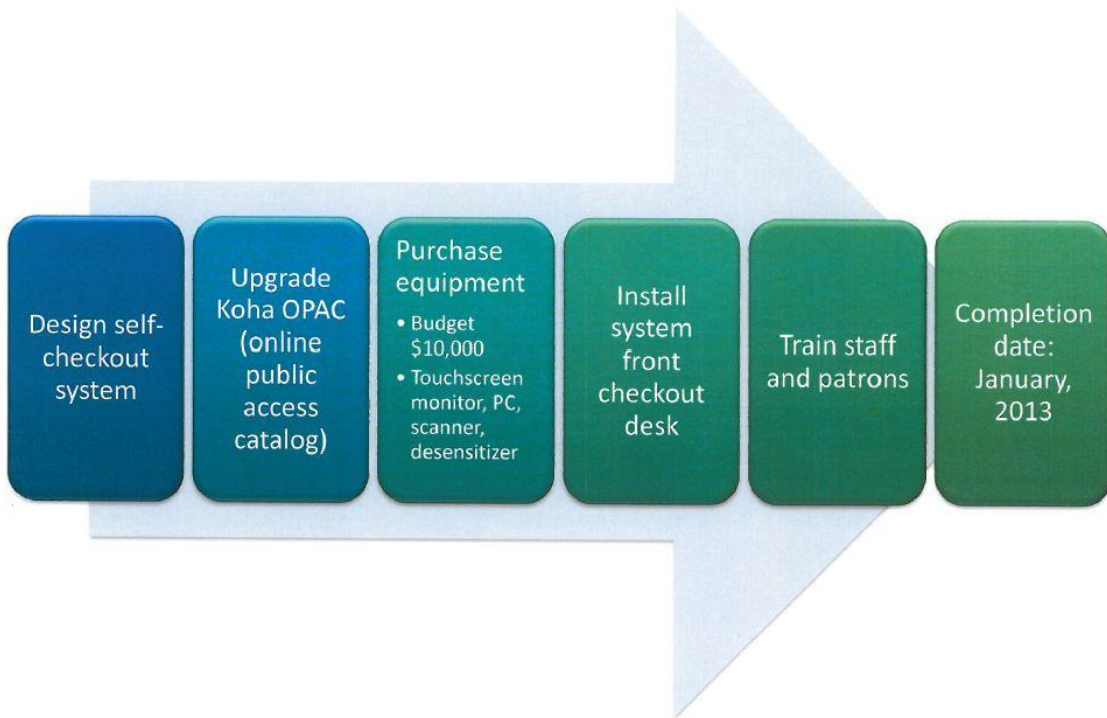 Design self-
checkout
system
Upgrade
Koha OPAC
(online
public
access
catalog)
Purchase
equipment
• Budget
$10,000
• Touchscreen
monitor, PC,
scanner,
desensitizer
Install
system
front
checkout
desk
Train staff
and patrons
Completion
date:
January,
2013